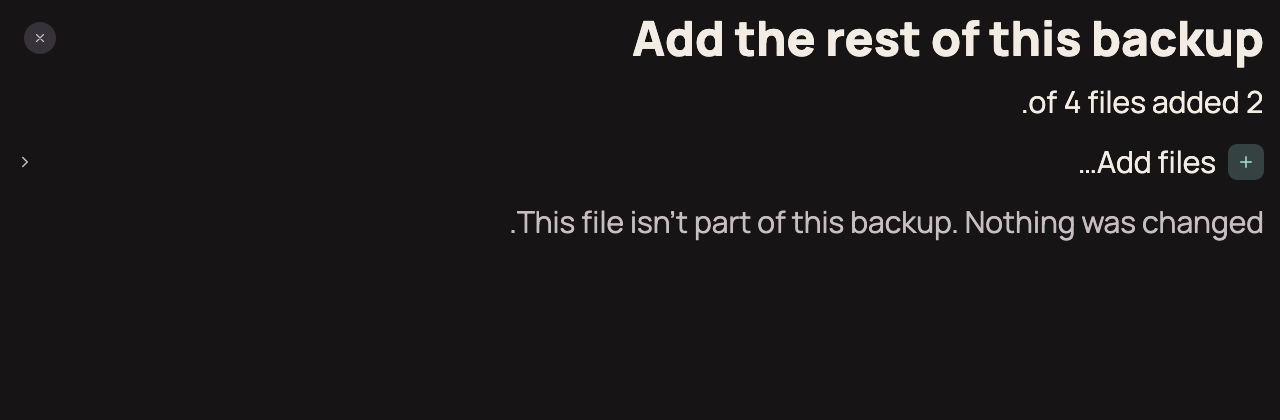 Add the rest of this backup
.of 4 files added 2
…Add files
.This file isn’t part of this backup. Nothing was changed